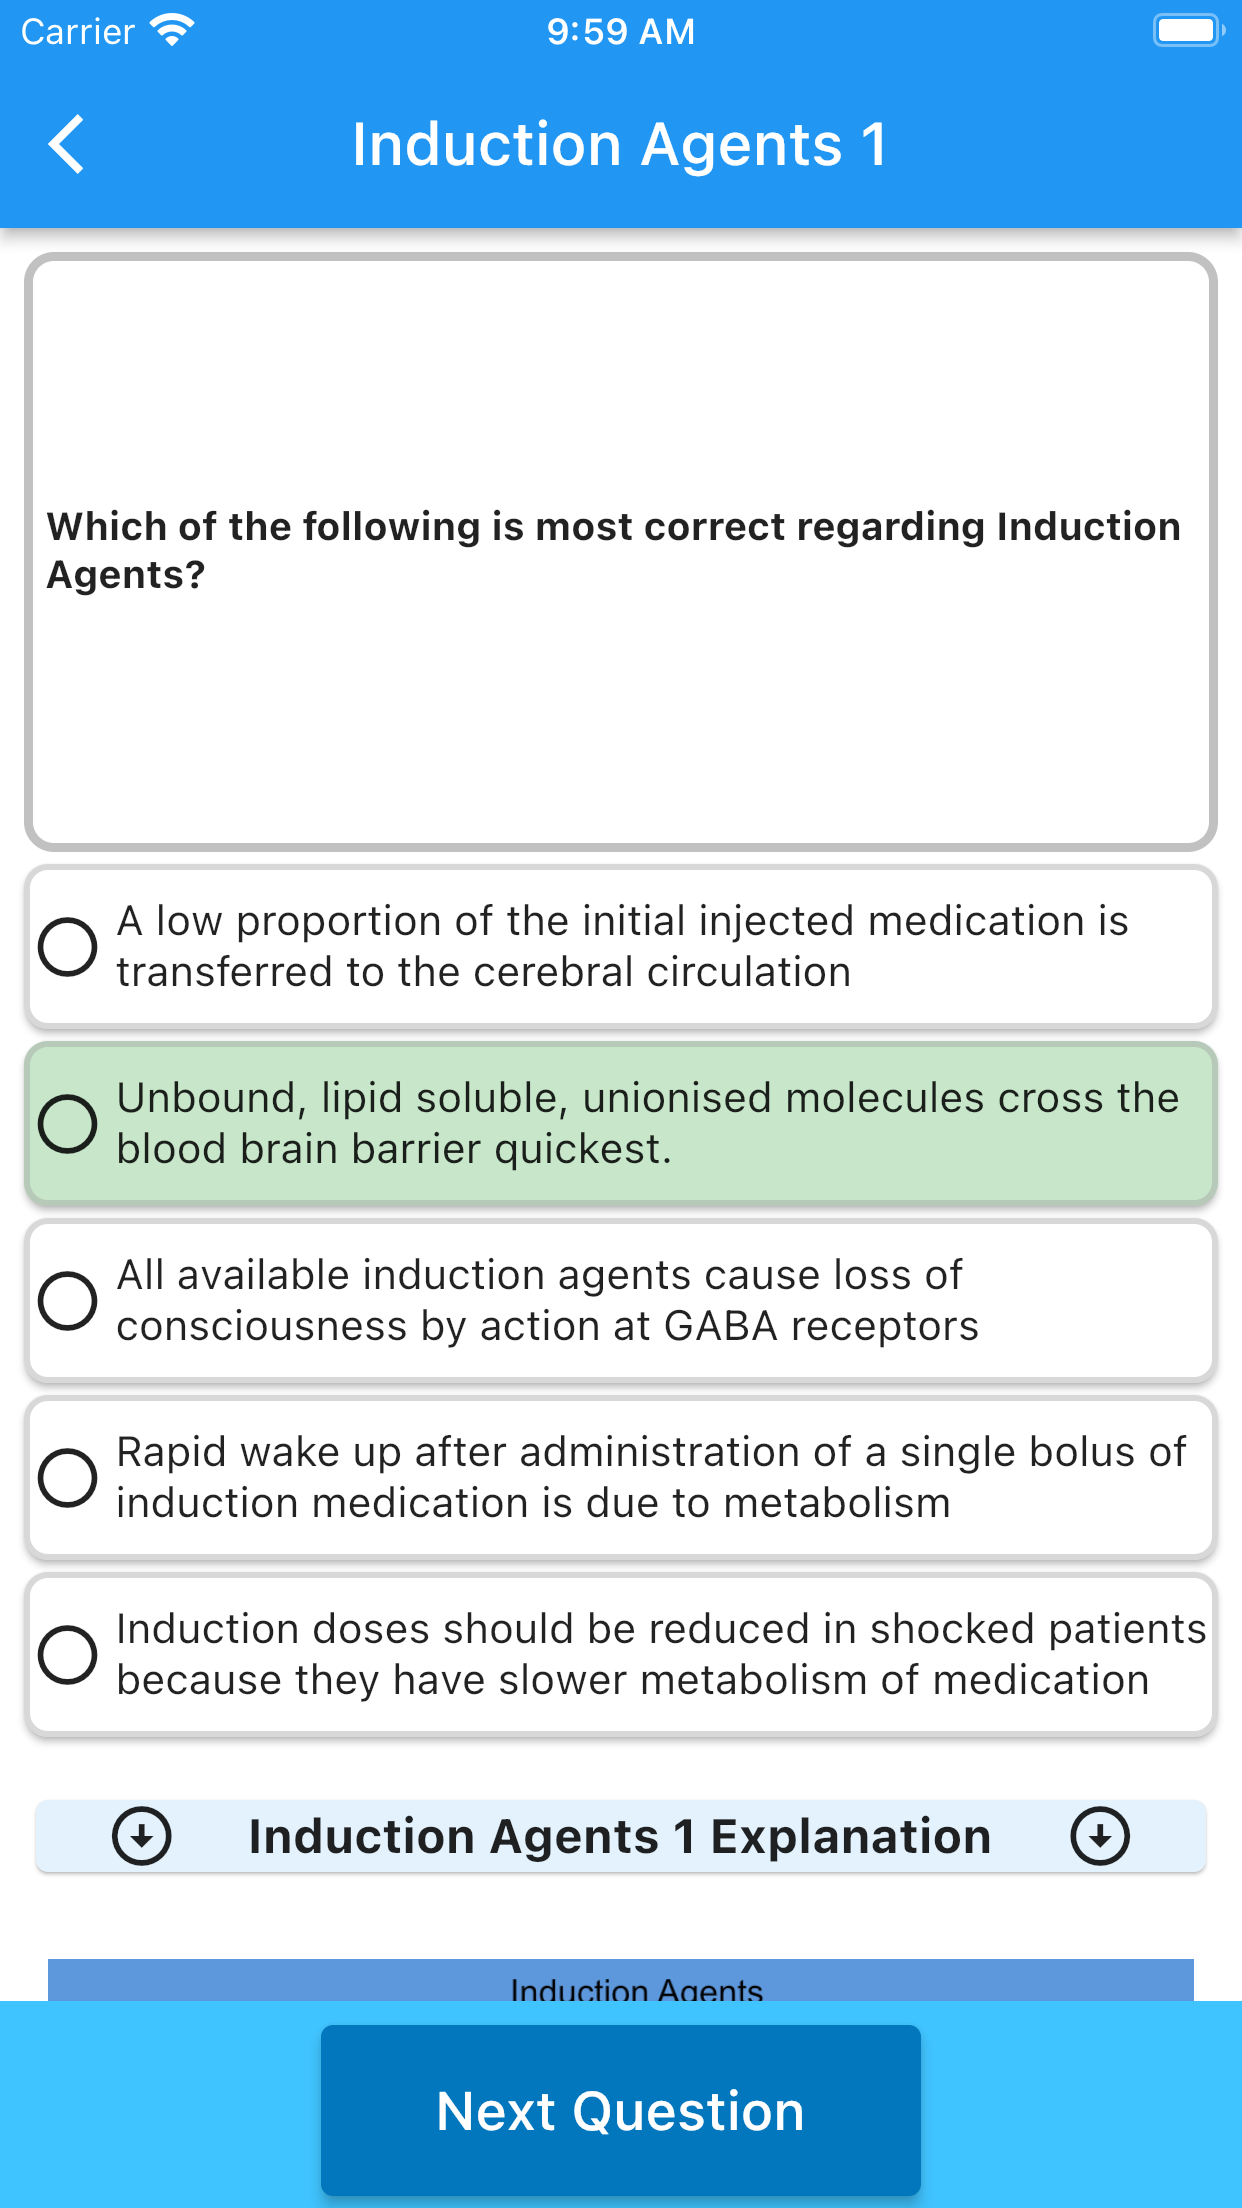 Carrier
9:59 AM
Induction Agents 1
Which of the following is most correct regarding Induction
Agents?
A low proportion of the initial injected medication is
transferred to the cerebral circulation
Unbound, lipid soluble, unionised molecules cross the
blood brain barrier quickest.
All available induction agents cause loss of
consciousness by action at GABA receptors
Rapid wake up after administration of a single bolus of
induction medication is due to metabolism
Induction doses should be reduced in shocked patients
because they have slower metabolism of medication
Induction Agents 1 Explanation
Induction Agents
Next Question